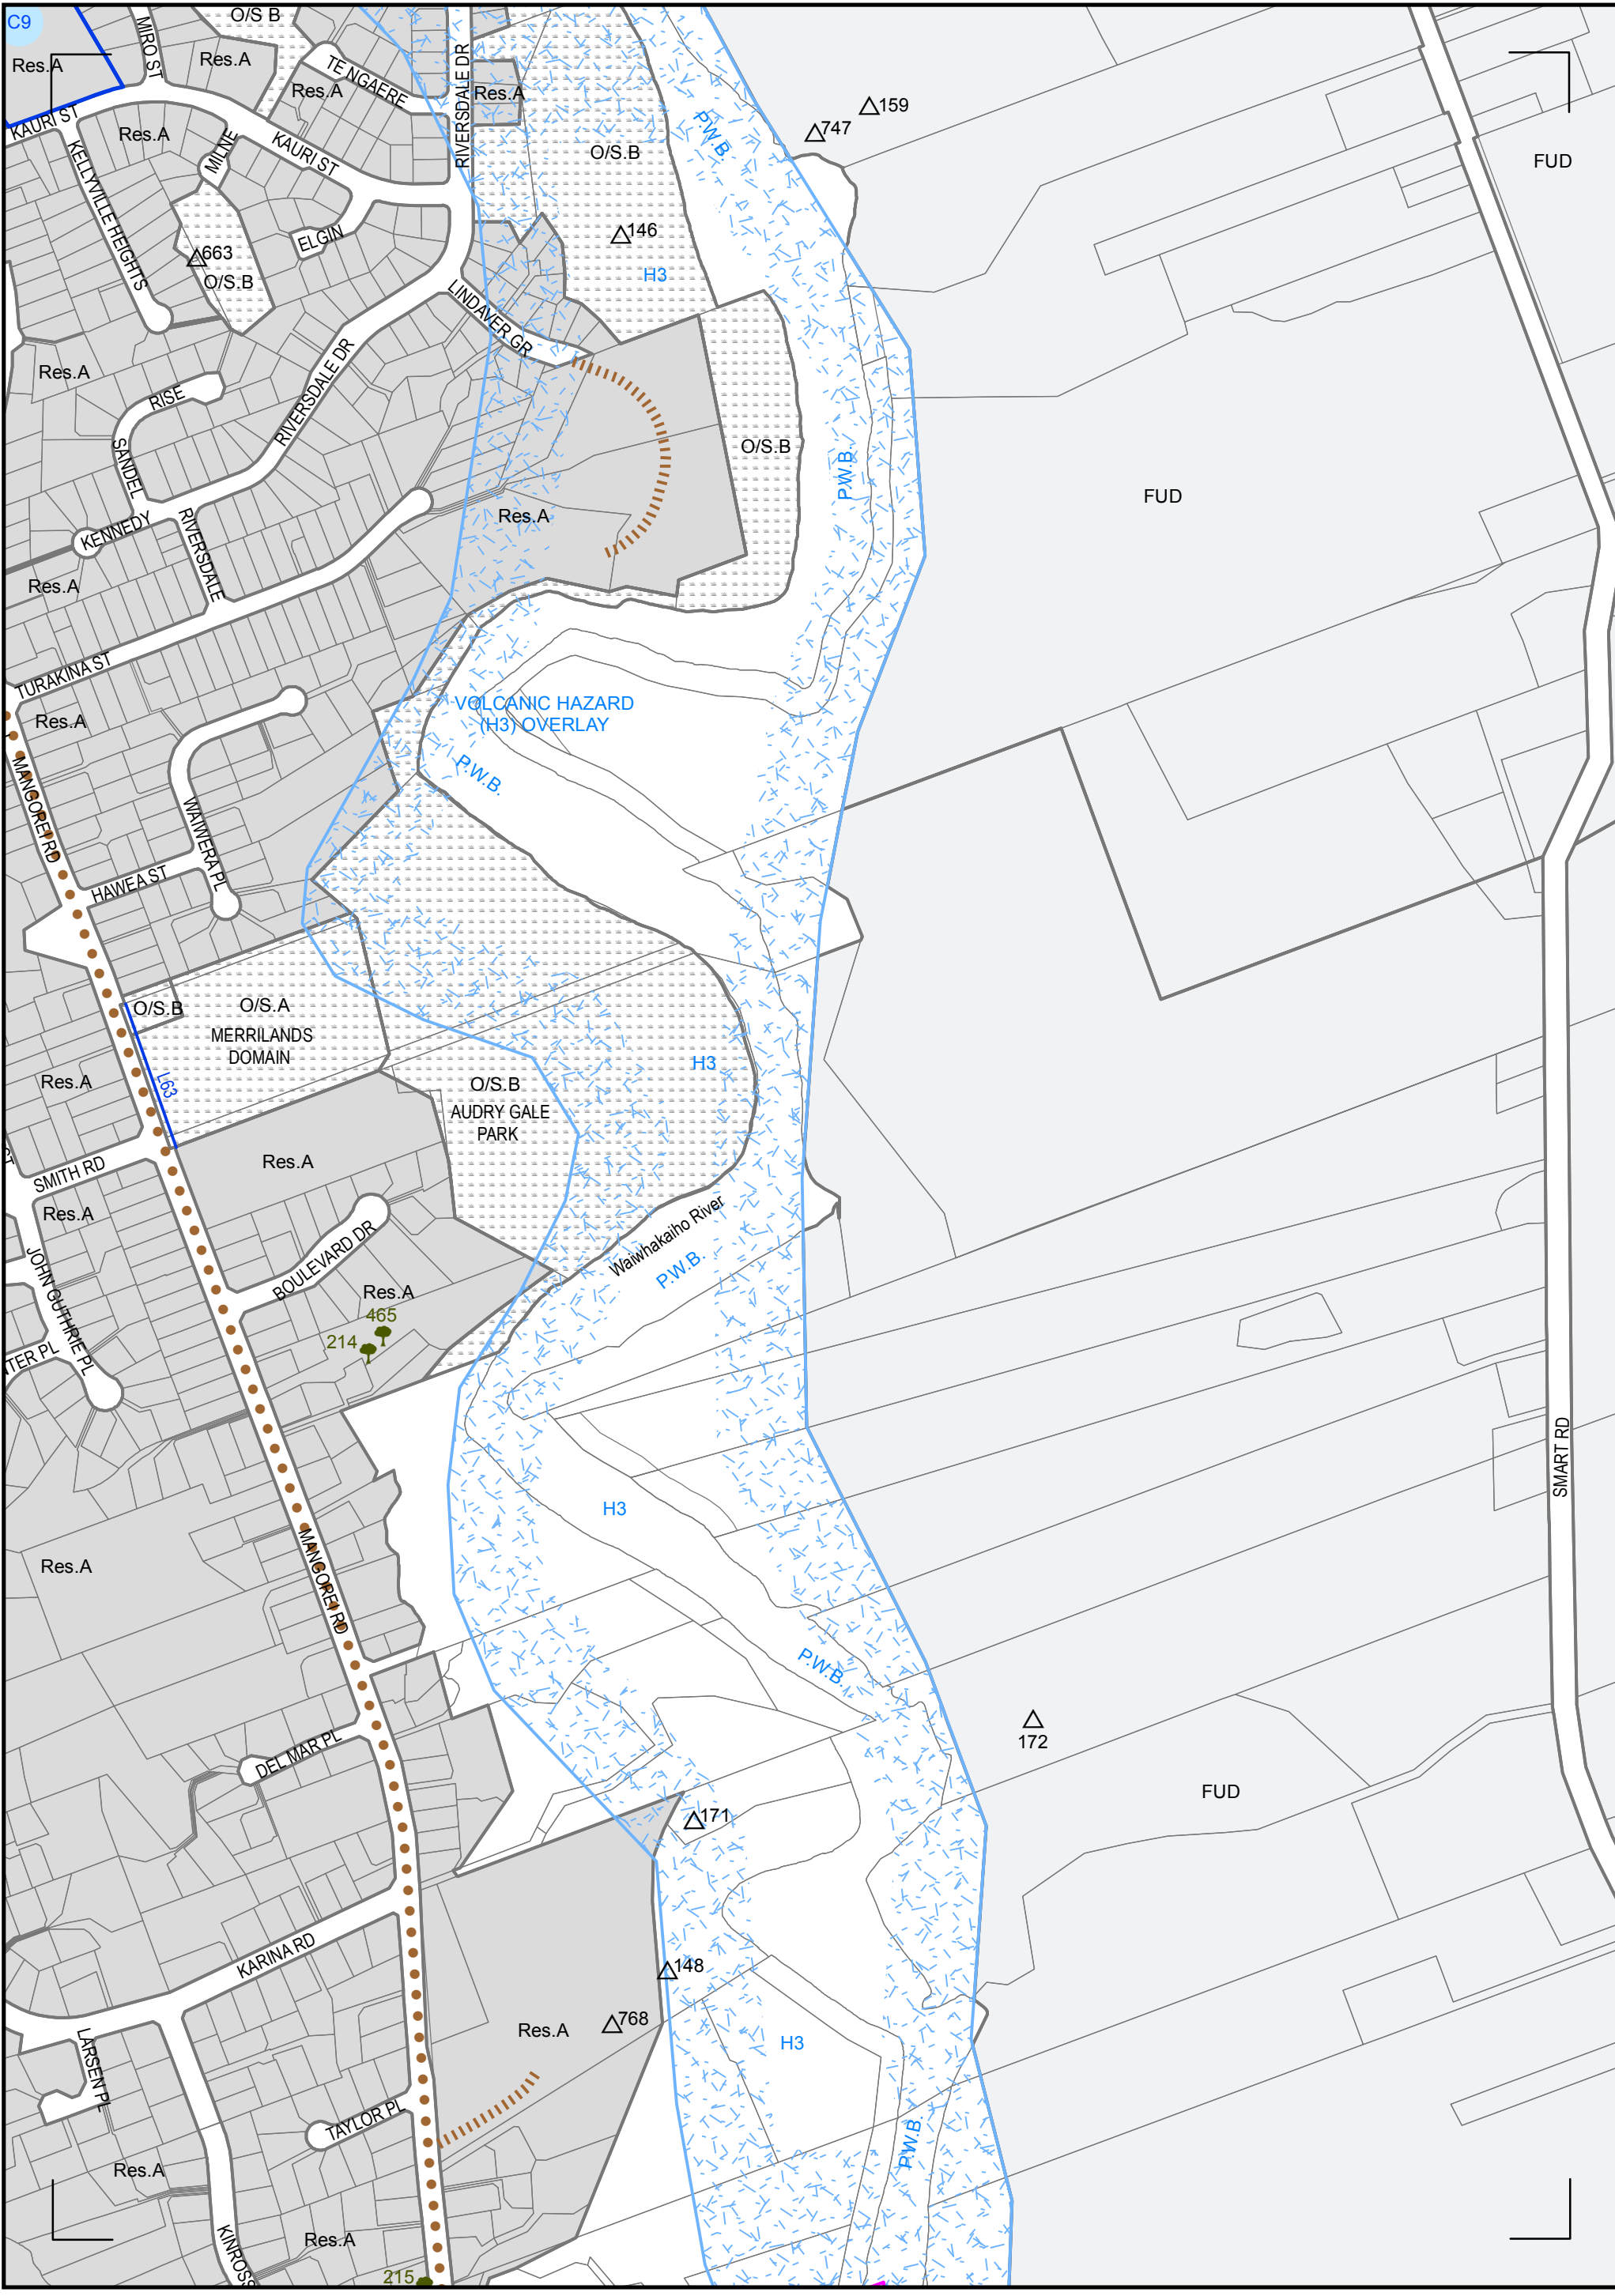 C9
O/S B
MIRO ST
Res.A
Res.A
TE NGAERE
Res.A
RIVERSDALE DR
Res.A
P.W.B.
159
747
FUD
KAURI ST
Res.A
MILNE
KAURI ST
O/S.B
KELLYVILLE HEIGHTS
663
O/S.B
ELGIN
146
H3
LINDAVER GR
Res.A
RISE
RIVERSDALE DR
SANDEL
O/S.B
P.W.B.
FUD
Res.A
KENNEDY
RIVERSDALE
Res.A
TURAKINA ST
Res.A
VOLCANIC HAZARD
(H3) OVERLAY
P.W.B.
MANGOREI RD
WAIWERA PL
HAWEA ST
O/S.B
O/S.A
MERRILANDS
DOMAIN
L63
Res.A
H3
O/S.B
AUDRY GALE
PARK
ST
SMITH RD
Res.A
Res.A
Waiwhakaiho River
P.W.B.
JOHN GUTHRIE PL
BOULEVARD DR
Res.A
465
214
TER PL
SMART RD
H3
MANGOREI RD
Res.A
P.W.B.
172
DEL MAR PL
FUD
171
KARINA RD
148
768
Res.A
H3
LARSEN PL
TAYLOR PL
P.W.B.
Res.A
KINROSS
Res.A
215